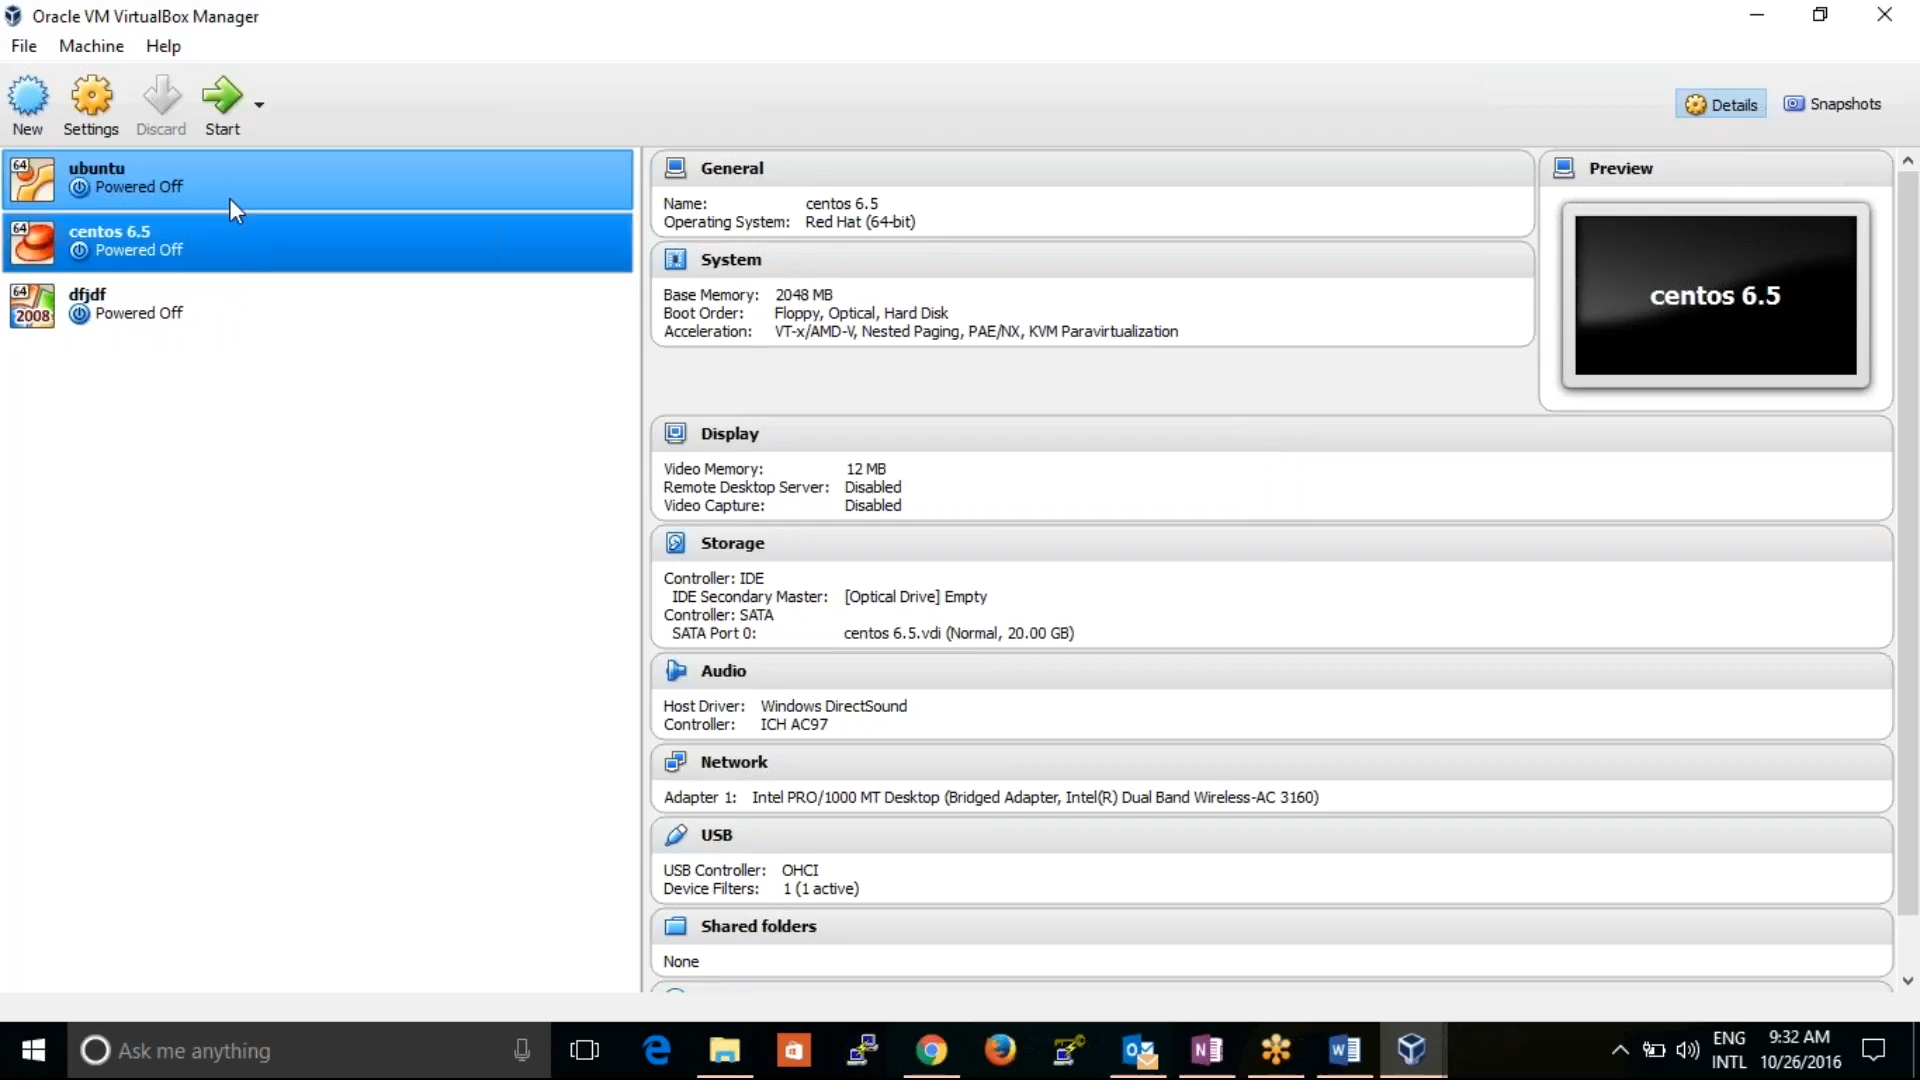 Oracle VM VirtualBox Manager
File Machine Help
New Settings Discard Start
Details Snapshots
64
ubuntu
Powered Off
64
centos 6.5
Powered Off
64
2008
dfjdf
Powered Off
General
Name: centos 6.5
Operating System: Red Hat (64-bit)
System
Base Memory: 2048 MB
Boot Order: Floppy, Optical, Hard Disk
Acceleration: VT-x/AMD-V, Nested Paging, PAE/NX, KVM Paravirtualization
Preview
centos 6.5
Display
Video Memory: 12 MB
Remote Desktop Server: Disabled
Video Capture: Disabled
Storage
Controller: IDE
IDE Secondary Master: [Optical Drive] Empty
Controller: SATA
SATA Port 0: centos 6.5.vdi (Normal, 20.00 GB)
Audio
Host Driver: Windows DirectSound
Controller: ICH AC97
Network
Adapter 1: Intel PRO/1000 MT Desktop (Bridged Adapter, Intel(R) Dual Band Wireless-AC 3160)
USB
USB Controller: OHCI
Device Filters: 1 (1 active)
Shared folders
None
Ask me anything
ENG
INTL
9:32 AM
10/26/2016